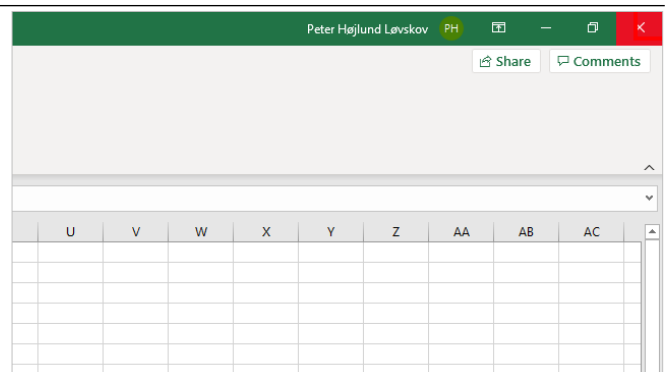 Peter Højlund Løvskov PH
Share Comments
U V W X Y Z AA AB AC